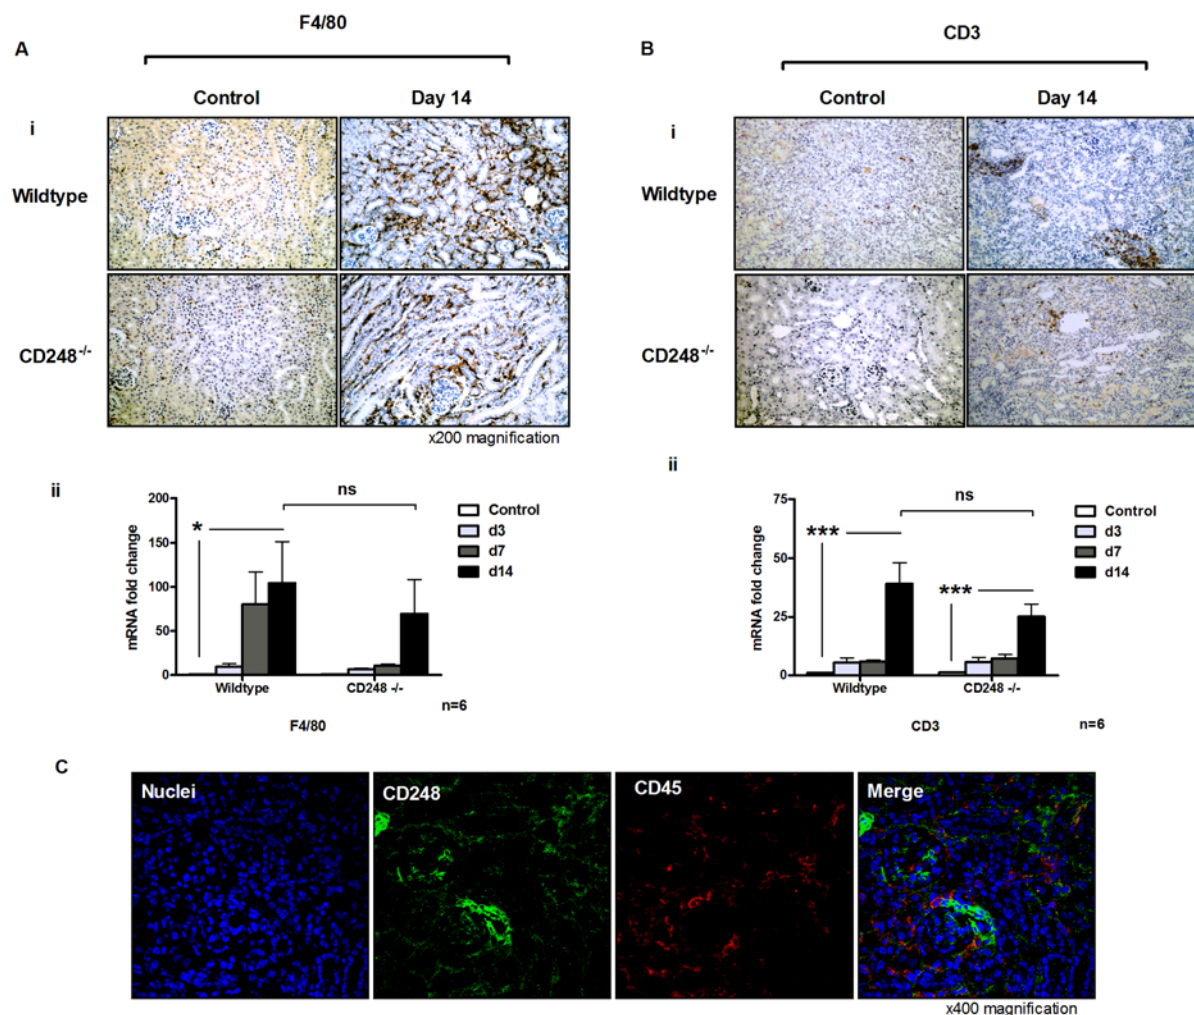 F4/80
A
Control Day 14
i
Wildtype
CD248-/-
x200 magnification
ii
mRNA fold change
200
150
100
50
0
*
ns
Control
d3
d7
d14
Wildtype CD248 -/-
n=6
F4/80
B
CD3
Control Day 14
i
Wildtype
CD248-/-
ii
mRNA fold change
75
50
25
0
***
***
ns
Control
d3
d7
d14
Wildtype CD248 -/-
CD3 n=6
C
Nuclei CD248 CD45 Merge
x400 magnification